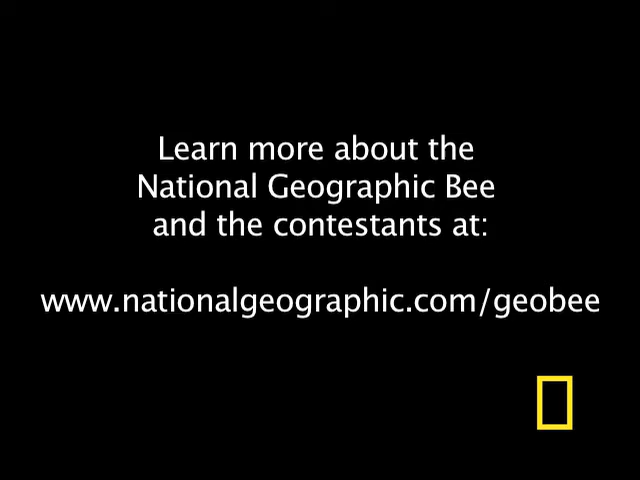 Learn more about the
National Geographic Bee
and the contestants at:
www.nationalgeographic.com/geobee